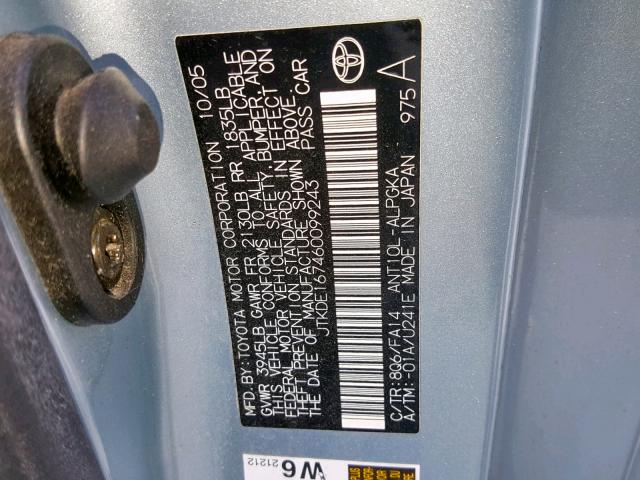 MFD.BY:TOYOTA MOTOR CORPORATION 10/05
GVWR 3945LB GAWR FR 2130LB RR 1835LB
THIS VEHICLE CONFORMS TO ALL APPLICABLE
FEDERAL MOTOR VEHICLE SAFETY,BUMPER, AND
THEFT PREVENTION STANDARDS IN EFFECT ON
THE DATE OF MANUFACTURE SHOWN ABOVE.
JTKDE167460099243 PASS CAR
C/TR:8Q6/FA14 ANT10L-ALPGKA
A/TM:-01A/U241E MADE IN JAPAN 975 A
W6
21212